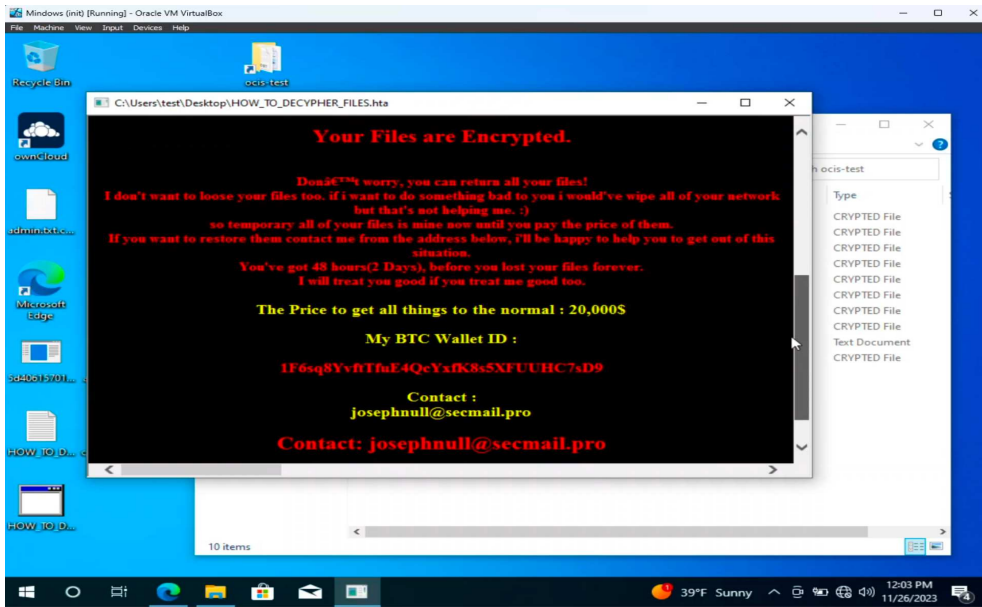 Mindows (init) [Running] - Oracle VM VirtualBox
File Machine View Input Devices Help
Recycle Bin
ocis-test
C:\Users\test\Desktop\HOW_TO_DECYPHER_FILES.hta
Your Files are Encrypted.
Donâ€™t worry, you can return all your files!
I don't want to loose your files too. if i want to do something bad to you i would've wipe all of your network
but that's not helping me. :)
so temporary all of your files is mine now until you pay the price of them.
If you want to restore them contact me from the address below, i'll be happy to help you to get out of this
situation.
You've got 48 hours(2 Days), before you lost your files forever.
I will treat you good if you treat me good too.
The Price to get all things to the normal : 20,000$
My BTC Wallet ID :
1F6sq8YvftTfuE4QcYxfK8s5XFUUHC7sD9
Contact :
josephnull@secmail.pro
Contact: josephnull@secmail.pro
ownCloud
admin.txt.c...
Microsoft
Edge
5d40615701...
HOW_TO_D...
HOW_TO_D...
h ocis-test
Type
CRYPTED File
CRYPTED File
CRYPTED File
CRYPTED File
CRYPTED File
CRYPTED File
CRYPTED File
CRYPTED File
Text Document
CRYPTED File
10 items
39°F Sunny
12:03 PM
11/26/2023
4